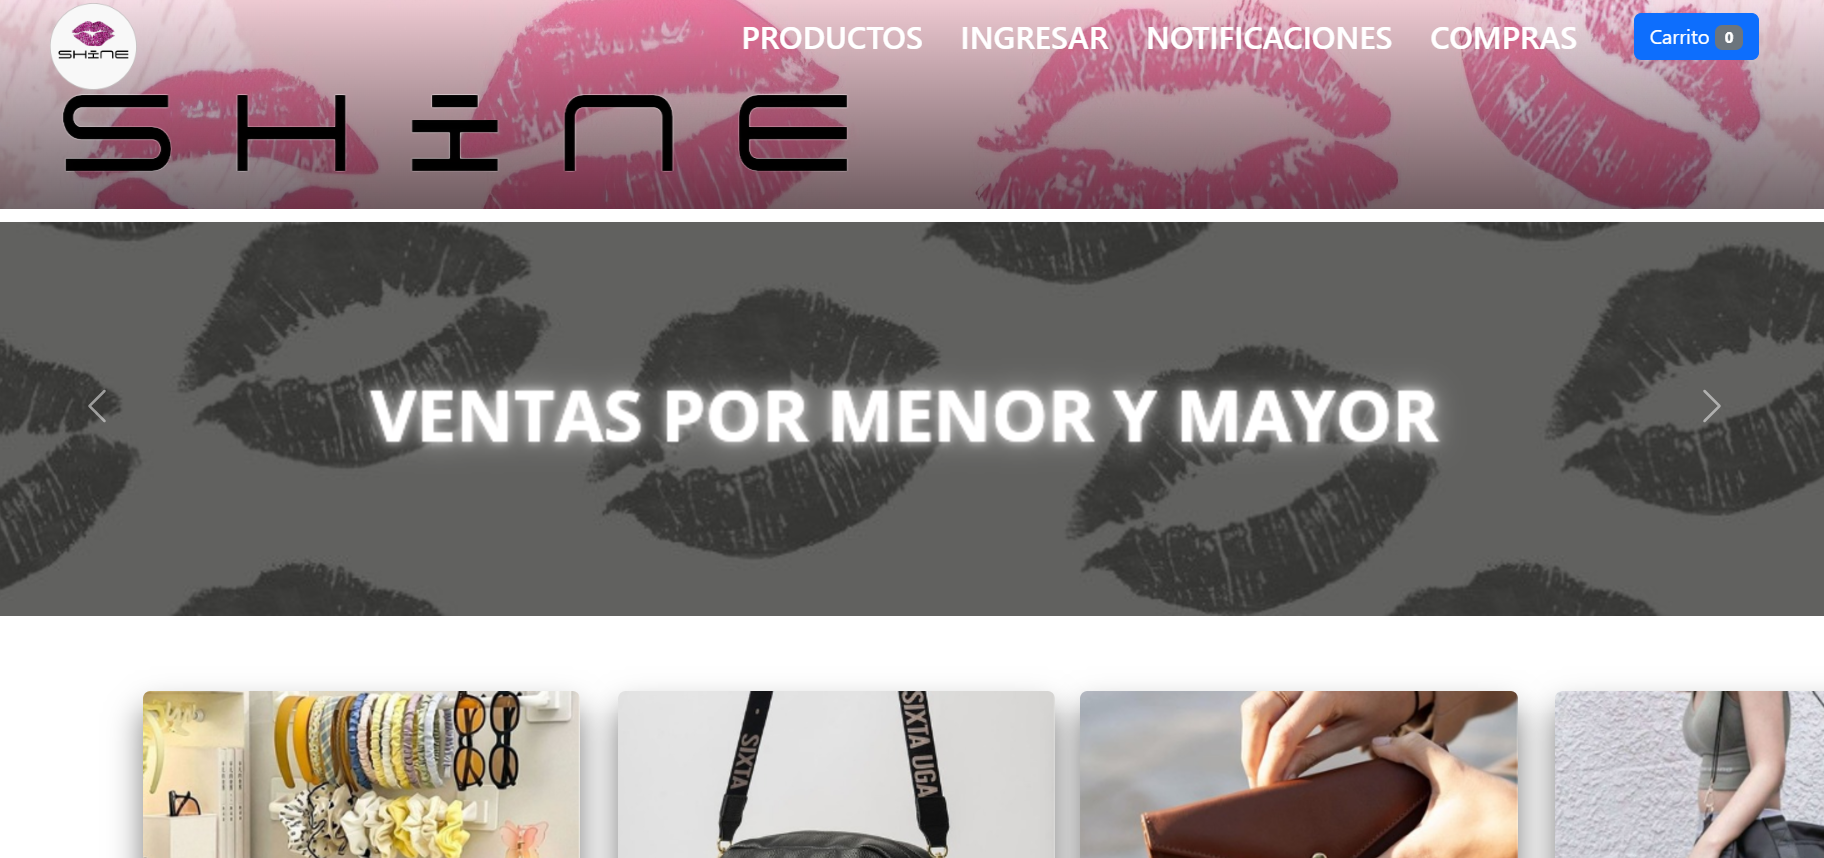 SHINE
PRODUCTOS INGRESAR NOTIFICACIONES COMPRAS Carrito 0
SHINE
VENTAS POR MENOR Y MAYOR
SIXTA
SIXTA UGA